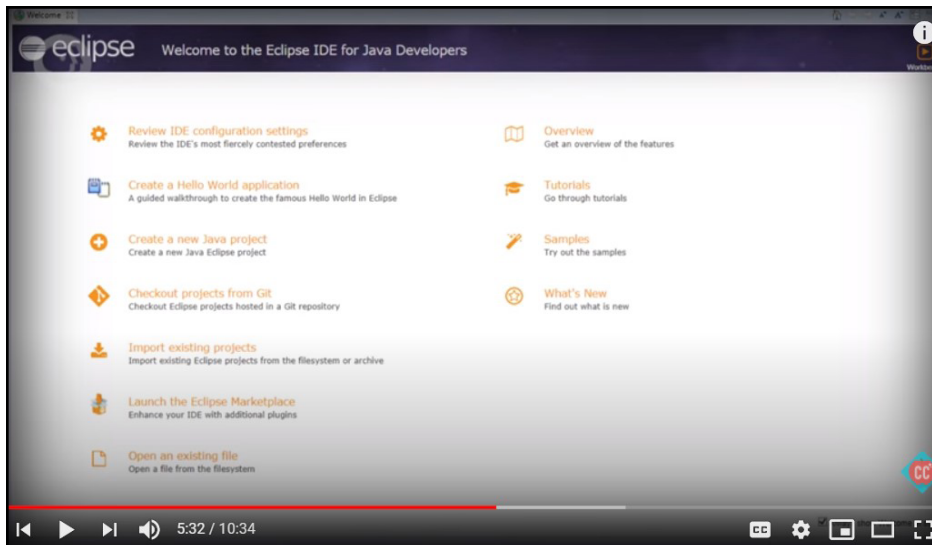 Welcome
eclipse
Welcome to the Eclipse IDE for Java Developers
Review IDE configuration settings
Review the IDE's most fiercely contested preferences
Create a Hello World application
A guided walkthrough to create the famous Hello World in Eclipse
Create a new Java project
Create a new Java Eclipse project
Checkout projects from Git
Checkout Eclipse projects hosted in a Git repository
Import existing projects
Import existing Eclipse projects from the filesystem or archive
Launch the Eclipse Marketplace
Enhance your IDE with additional plugins
Open an existing file
Open a file from the filesystem
Overview
Get an overview of the features
Tutorials
Go through tutorials
Samples
Try out the samples
What's New
Find out what is new
CC
5:32 / 10:34
CC